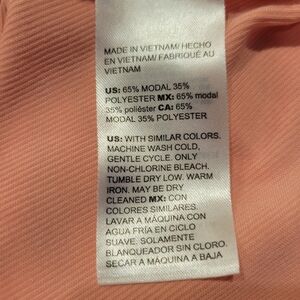 MADE IN VIETNAM/ HECHO
EN VIETNAM/ FABRIQUÉ AU
VIETNAM
US: 65% MODAL 35%
POLYESTER MX: 65% modal
35% poliéster CA: 65%
MODAL 35% POLYESTER
US: WITH SIMILAR COLORS.
MACHINE WASH COLD,
GENTLE CYCLE. ONLY
NON-CHLORINE BLEACH.
TUMBLE DRY LOW. WARM
IRON. MAY BE DRY
CLEANED MX: CON
COLORES SIMILARES.
LAVAR A MÁQUINA CON
AGUA FRÍA EN CICLO
SUAVE. SOLAMENTE
BLANQUEADOR SIN CLORO.
SECAR A MÁQUINA A BAJA